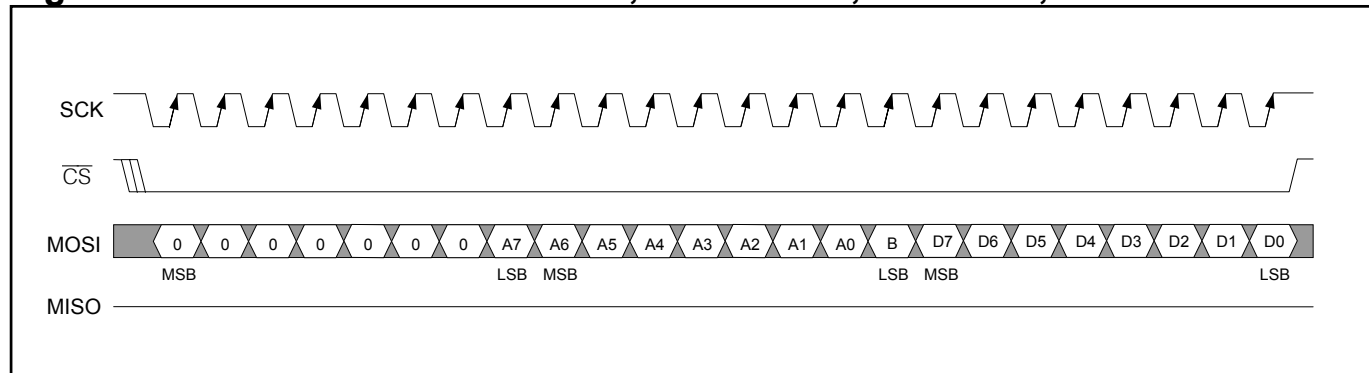 SCK
CS
MOSI 0 0 0 0 0 0 0 A7 A6 A5 A4 A3 A2 A1 A0 B D7 D6 D5 D4 D3 D2 D1 D0
MSB LSB MSB LSB MSB LSB
MISO